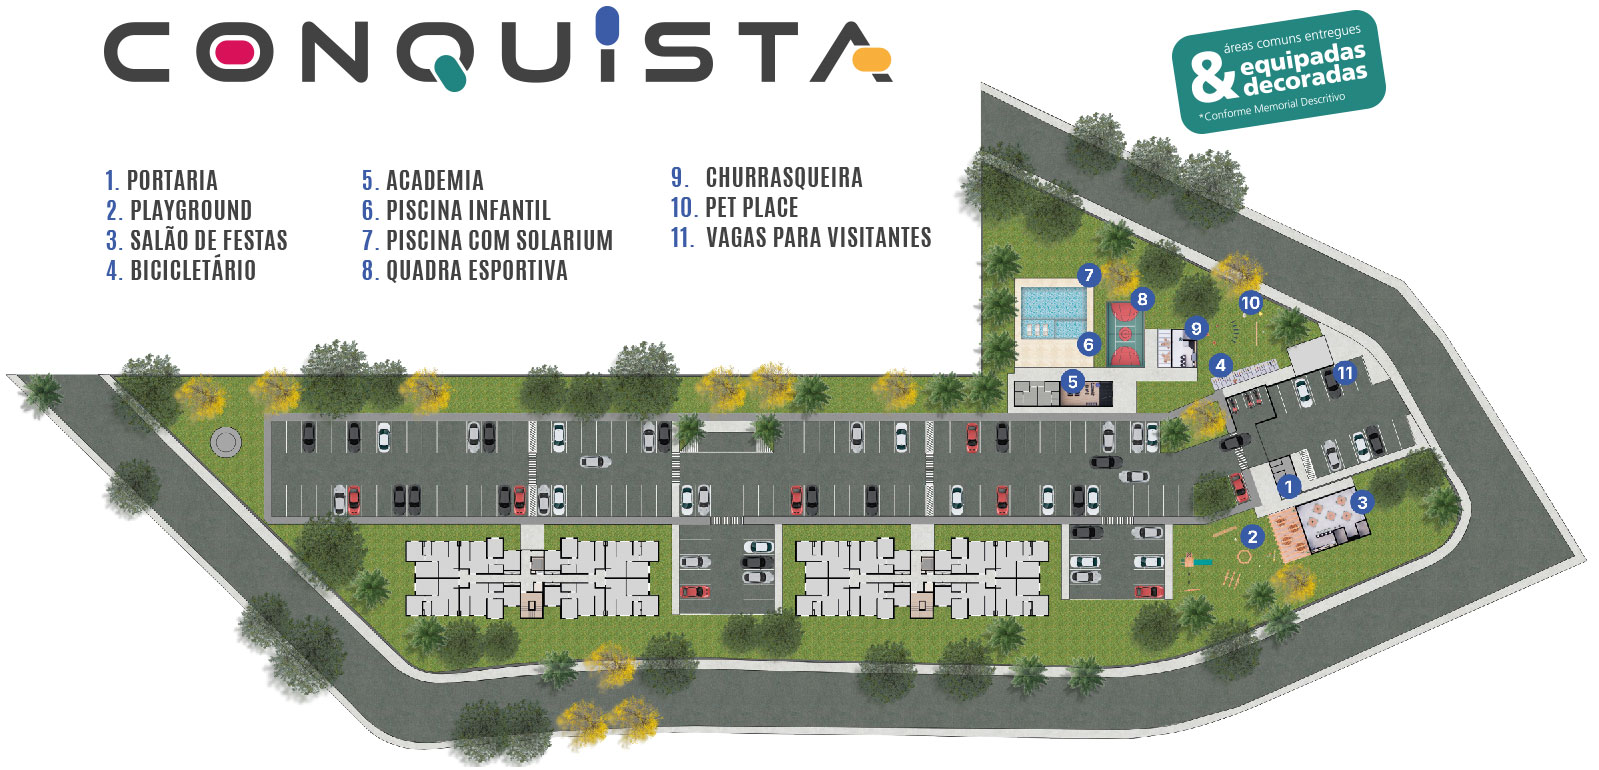 CONQUISTA
áreas comuns entregues
& equipadas
decoradas
*Conforme Memorial Descritivo
1. PORTARIA
2. PLAYGROUND
3. SALÃO DE FESTAS
4. BICICLETÁRIO
5. ACADEMIA
6. PISCINA INFANTIL
7. PISCINA COM SOLARIUM
8. QUADRA ESPORTIVA
9. CHURRASQUEIRA
10. PET PLACE
11. VAGAS PARA VISITANTES
7
8
10
9
6
4
11
5
1
3
2